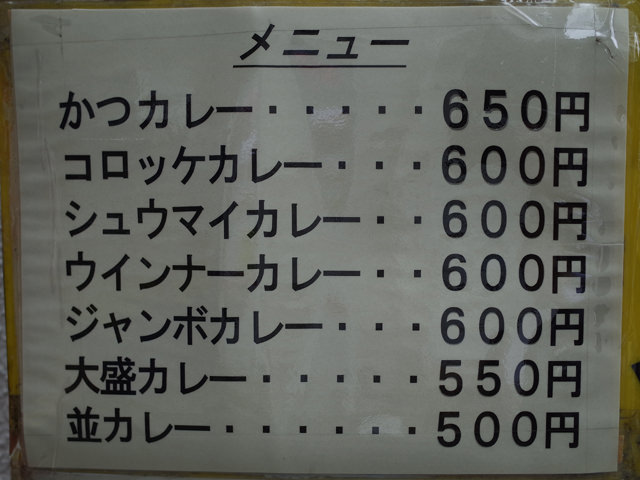 メニュー
かつカレー・・・・・650円
コロッケカレー・・・600円
シュウマイカレー・・600円
ウインナーカレー・・600円
ジャンボカレー・・・600円
大盛カレー・・・・・550円
並カレー・・・・・・500円